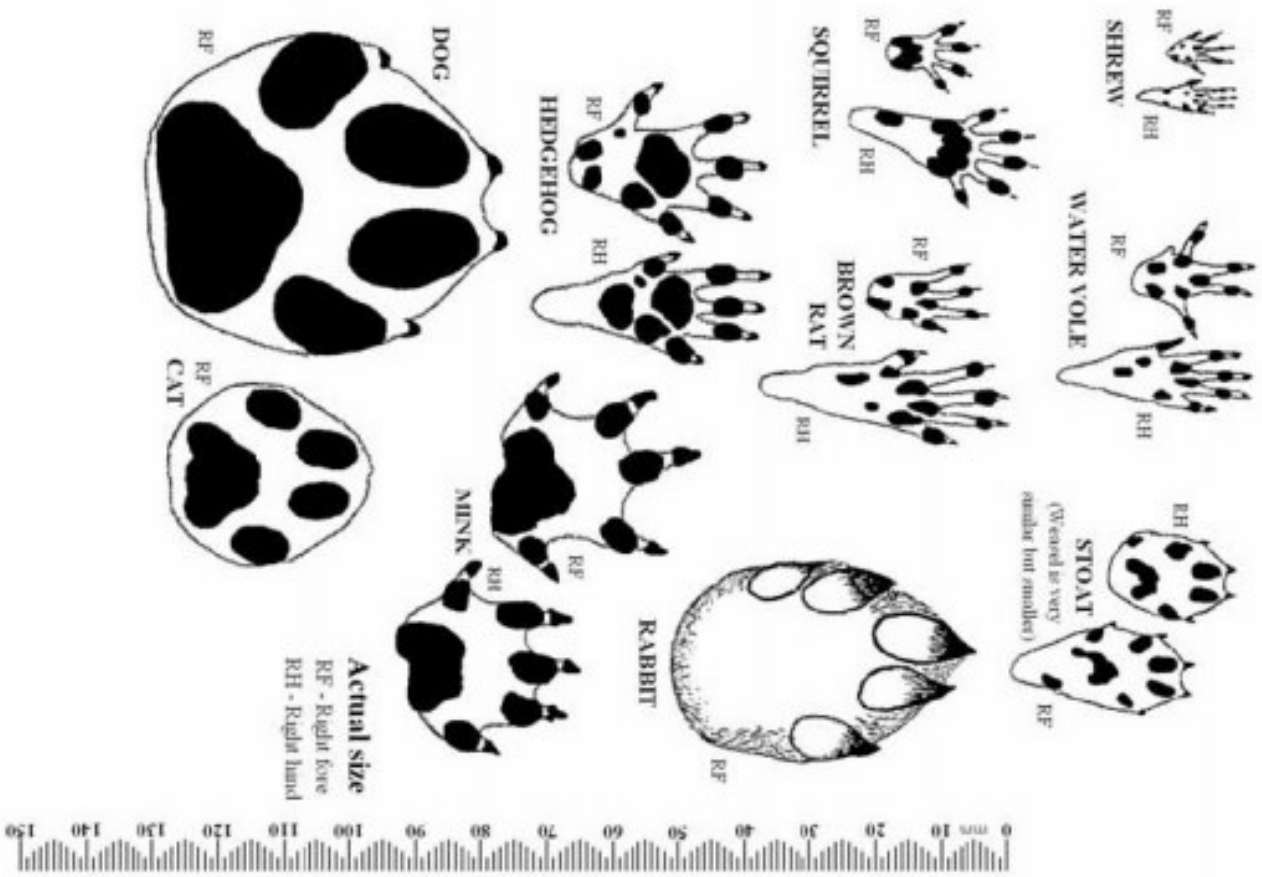 RF
RH
SHREW
RF
RH
WATER VOLE
RH
RF
STOAT
(Weasel is very
similar but smaller)
RF
RH
SQUIRREL
RF
RH
BROWN
RAT
RF
RABBIT
RF
RH
HEDGEHOG
RF
RH
MINK
RF
DOG
RF
CAT
Actual size
RF - Right fore
RH - Right hand
0 mm 10 20 30 40 50 60 70 80 90 100 110 120 130 140 150